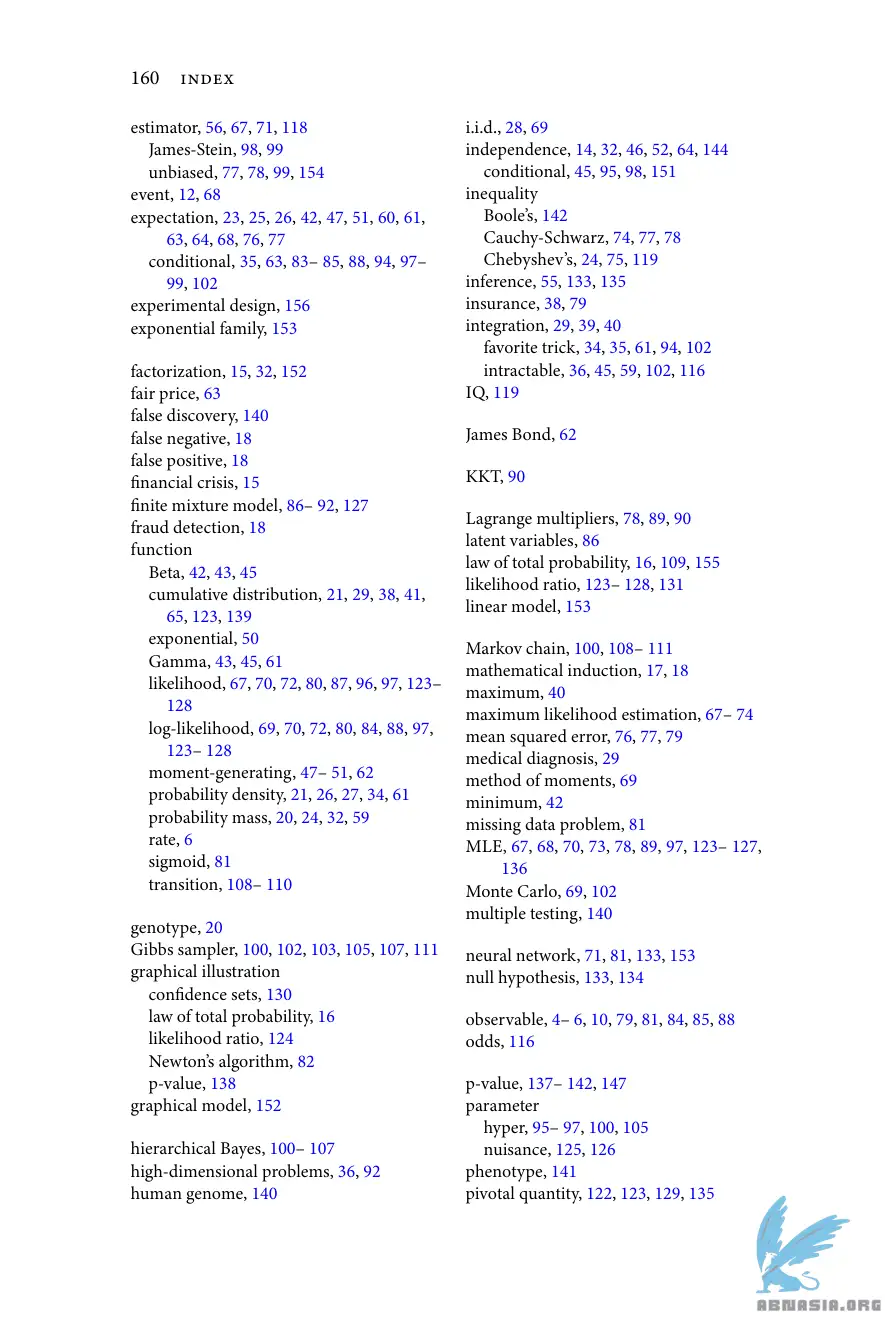 160 INDEX
estimator, 56, 67, 71, 118
James-Stein, 98, 99
unbiased, 77, 78, 99, 154
event, 12, 68
expectation, 23, 25, 26, 42, 47, 51, 60, 61,
63, 64, 68, 76, 77
conditional, 35, 63, 83– 85, 88, 94, 97–
99, 102
experimental design, 156
exponential family, 153
factorization, 15, 32, 152
fair price, 63
false discovery, 140
false negative, 18
false positive, 18
financial crisis, 15
finite mixture model, 86– 92, 127
fraud detection, 18
function
Beta, 42, 43, 45
cumulative distribution, 21, 29, 38, 41,
65, 123, 139
exponential, 50
Gamma, 43, 45, 61
likelihood, 67, 70, 72, 80, 87, 96, 97, 123–
128
log-likelihood, 69, 70, 72, 80, 84, 88, 97,
123– 128
moment-generating, 47– 51, 62
probability density, 21, 26, 27, 34, 61
probability mass, 20, 24, 32, 59
rate, 6
sigmoid, 81
transition, 108– 110
genotype, 20
Gibbs sampler, 100, 102, 103, 105, 107, 111
graphical illustration
confidence sets, 130
law of total probability, 16
likelihood ratio, 124
Newton’s algorithm, 82
p-value, 138
graphical model, 152
hierarchical Bayes, 100– 107
high-dimensional problems, 36, 92
human genome, 140
i.i.d., 28, 69
independence, 14, 32, 46, 52, 64, 144
conditional, 45, 95, 98, 151
inequality
Boole’s, 142
Cauchy-Schwarz, 74, 77, 78
Chebyshev’s, 24, 75, 119
inference, 55, 133, 135
insurance, 38, 79
integration, 29, 39, 40
favorite trick, 34, 35, 61, 94, 102
intractable, 36, 45, 59, 102, 116
IQ, 119
James Bond, 62
KKT, 90
Lagrange multipliers, 78, 89, 90
latent variables, 86
law of total probability, 16, 109, 155
likelihood ratio, 123– 128, 131
linear model, 153
Markov chain, 100, 108– 111
mathematical induction, 17, 18
maximum, 40
maximum likelihood estimation, 67– 74
mean squared error, 76, 77, 79
medical diagnosis, 29
method of moments, 69
minimum, 42
missing data problem, 81
MLE, 67, 68, 70, 73, 78, 89, 97, 123– 127,
136
Monte Carlo, 69, 102
multiple testing, 140
neural network, 71, 81, 133, 153
null hypothesis, 133, 134
observable, 4– 6, 10, 79, 81, 84, 85, 88
odds, 116
p-value, 137– 142, 147
parameter
hyper, 95– 97, 100, 105
nuisance, 125, 126
phenotype, 141
pivotal quantity, 122, 123, 129, 135
ABNASIA.ORG